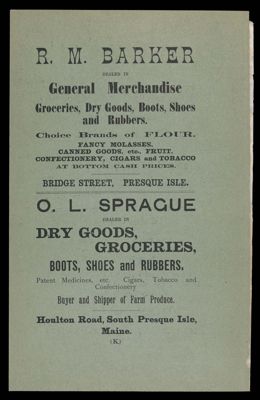 R. M. BARKER
DEALER IN
General Merchandise
Groceries, Dry Goods, Boots, Shoes
and Rubbers.
Choice Brands of FLOUR.
FANCY MOLASSES,
CANNED GOODS, etc., FRUIT,
CONFECTIONERY, CIGARS and TOBACCO
AT BOTTOM CASH PRICES.
BRIDGE STREET, PRESQUE ISLE.
O. L. SPRAGUE
DEALER IN
DRY GOODS,
GROCERIES,
BOOTS, SHOES and RUBBERS.
Patent Medicines, etc. Cigars, Tobacco and
Confectionery
Buyer and Shipper of Farm Produce.
Houlton Road, South Presque Isle,
Maine.
(K)